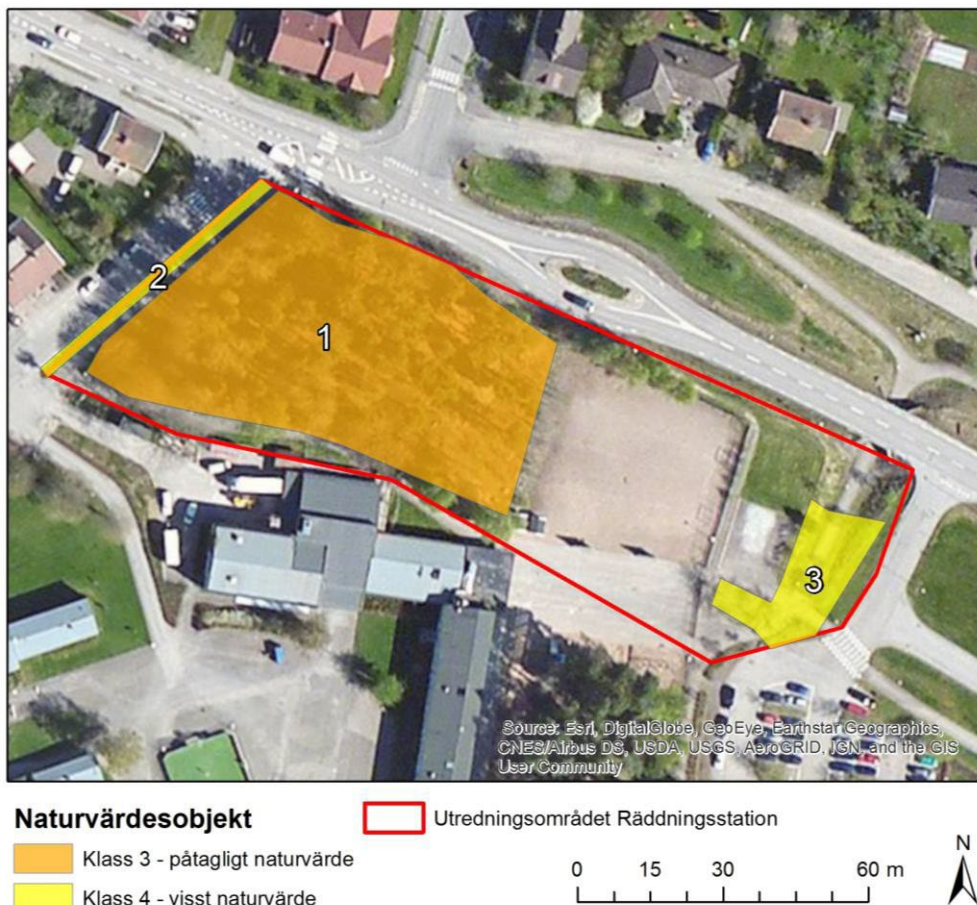 2
1
3
Source: Esri, DigitalGlobe, GeoEye, Earthstar Geographics,
CNES/Airbus DS, USDA, USGS, AeroGRID, IGN, and the GIS
User Community
Naturvärdesobjekt
Utredningsområdet Räddningsstation
Klass 3 - påtagligt naturvärde
Klass 4 - visst naturvärde
0 15 30 60 m
N